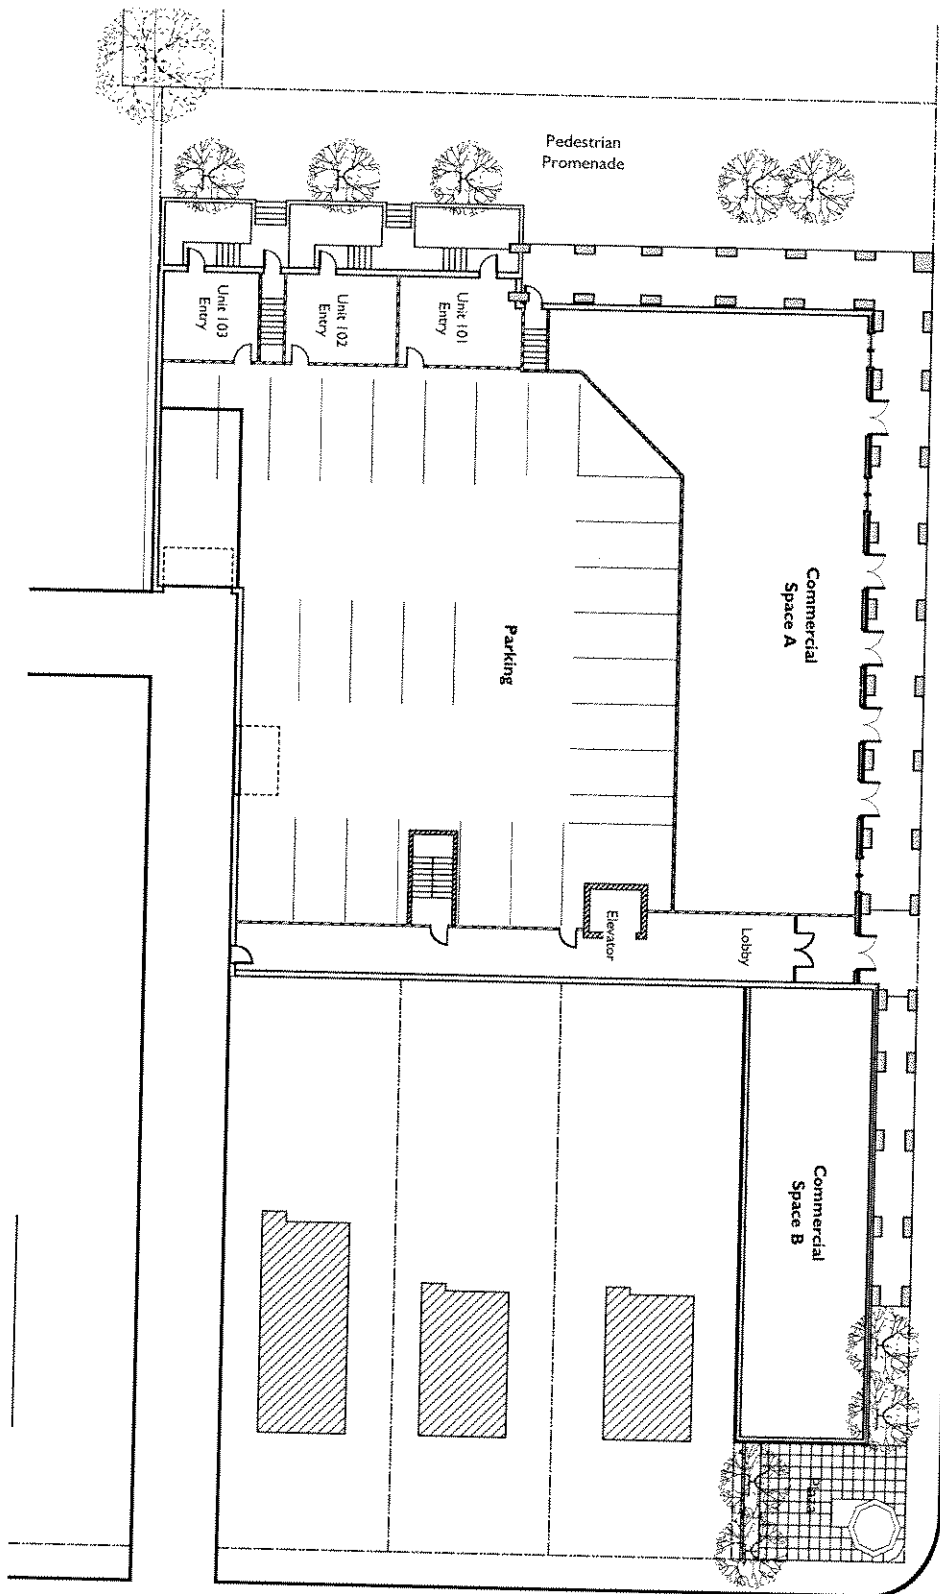 Pedestrian
Promenade
Unit 103
Entry
Unit 102
Entry
Unit 101
Entry
Commercial
Space A
Parking
Elevator
Lobby
Commercial
Space B
Plaza